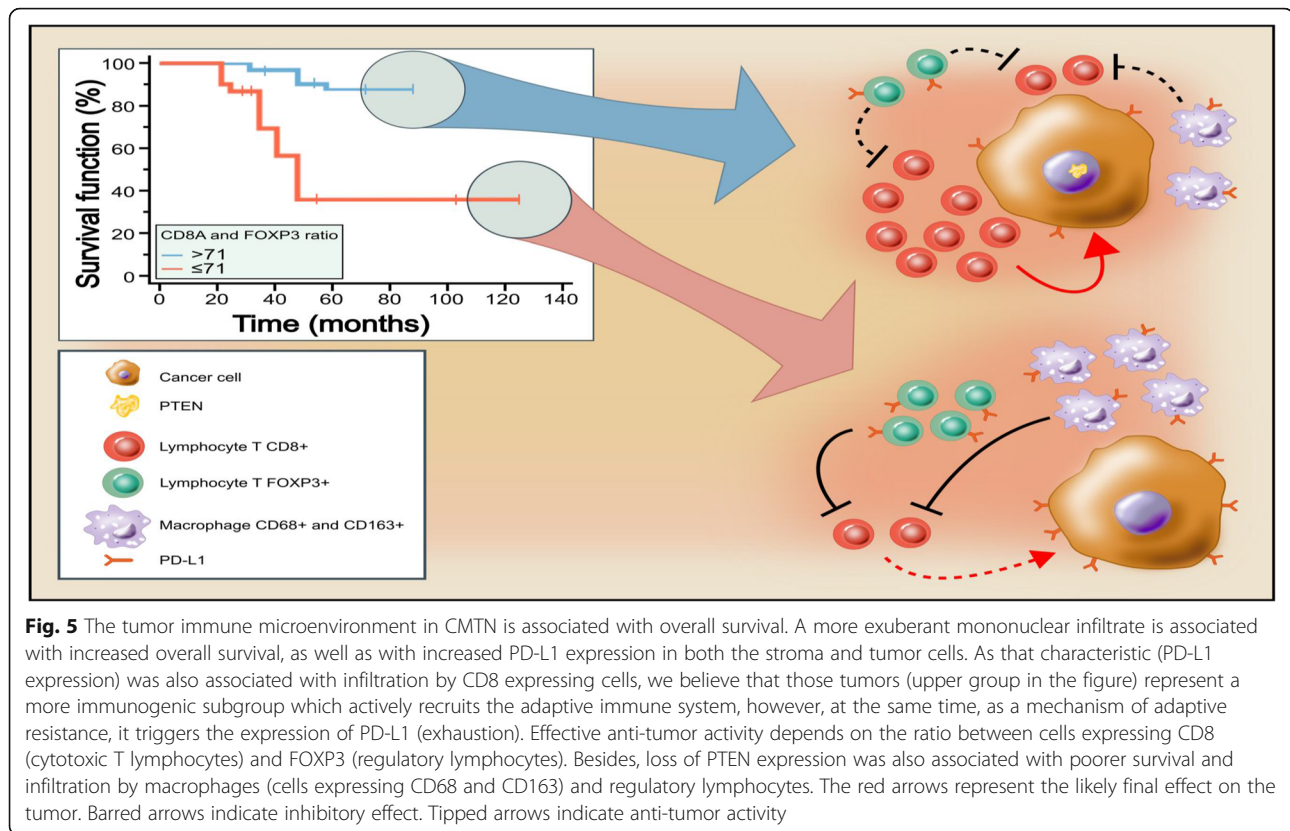 Survival function (%)
100
80
60
40
20
0
CD8A and FOXP3 ratio
>71
≤71
0 20 40 60 80 100 120 140
Time (months)
Cancer cell
PTEN
Lymphocyte T CD8+
Lymphocyte T FOXP3+
Macrophage CD68+ and CD163+
PD-L1
Fig. 5 The tumor immune microenvironment in CMTN is associated with overall survival. A more exuberant mononuclear infiltrate is associated
with increased overall survival, as well as with increased PD-L1 expression in both the stroma and tumor cells. As that characteristic (PD-L1
expression) was also associated with infiltration by CD8 expressing cells, we believe that those tumors (upper group in the figure) represent a
more immunogenic subgroup which actively recruits the adaptive immune system, however, at the same time, as a mechanism of adaptive
resistance, it triggers the expression of PD-L1 (exhaustion). Effective anti-tumor activity depends on the ratio between cells expressing CD8
(cytotoxic T lymphocytes) and FOXP3 (regulatory lymphocytes). Besides, loss of PTEN expression was also associated with poorer survival and
infiltration by macrophages (cells expressing CD68 and CD163) and regulatory lymphocytes. The red arrows represent the likely final effect on the
tumor. Barred arrows indicate inhibitory effect. Tipped arrows indicate anti-tumor activity